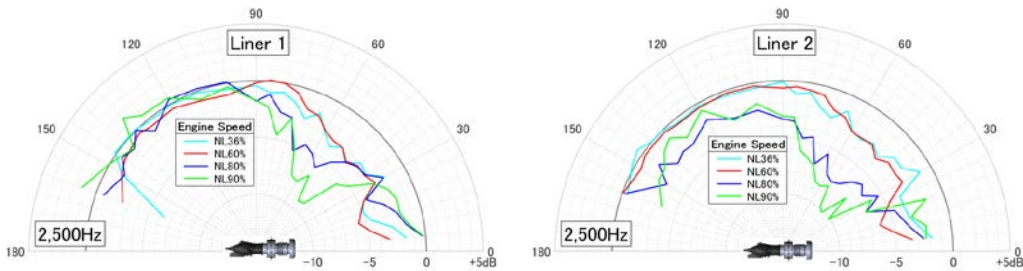 90
Liner 1
120
60
150
30
Engine Speed
NL36%
NL60%
NL80%
NL90%
2,500Hz
180
-10
-5
0
0
+5dB
90
Liner 2
120
60
150
30
Engine Speed
NL36%
NL60%
NL80%
NL90%
2,500Hz
180
-10
-5
0
0
+5dB